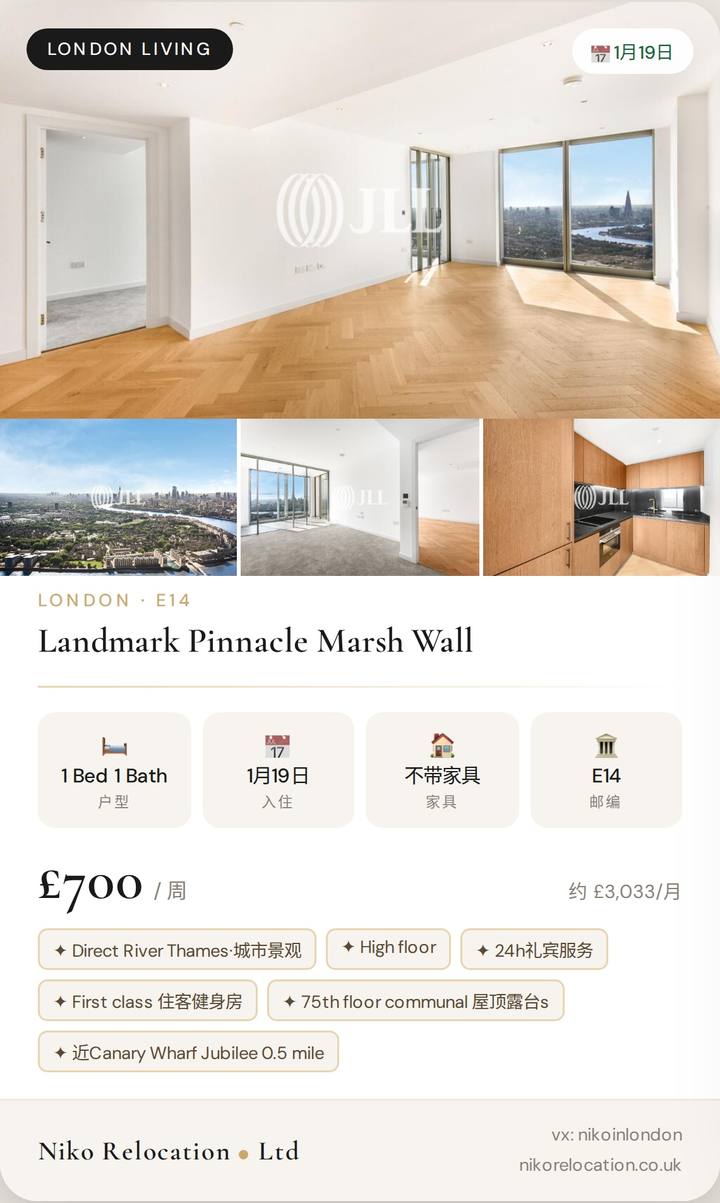 LONDON LIVING
📅 1月19日
JLL
JLL
JLL
JLL
LONDON · E14
Landmark Pinnacle Marsh Wall
1 Bed 1 Bath
户型
1月19日
入住
不带家具
家具
E14
邮编
£700 / 周
约 £3,033/月
✦ Direct River Thames·城市景观
✦ High floor
✦ 24h礼宾服务
✦ First class 住客健身房
✦ 75th floor communal 屋顶露台s
✦ 近Canary Wharf Jubilee 0.5 mile
Niko Relocation • Ltd
vx: nikoinlondon
nikorelocation.co.uk